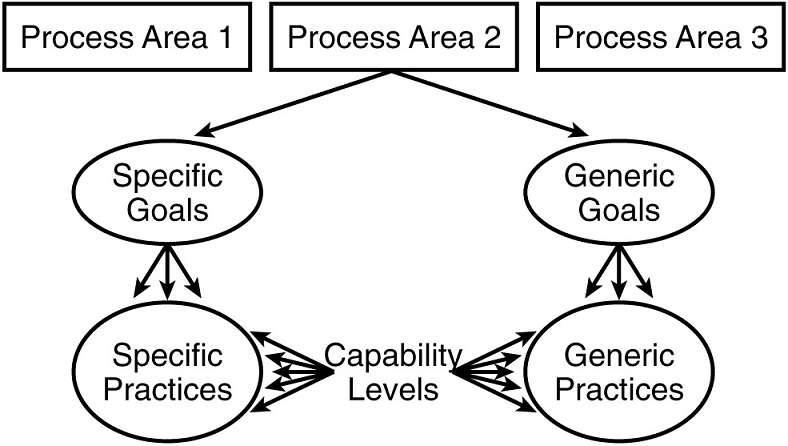 Process Area 1
Process Area 2
Process Area 3
Specific
Goals
Generic
Goals
Specific
Practices
Capability
Levels
Generic
Practices